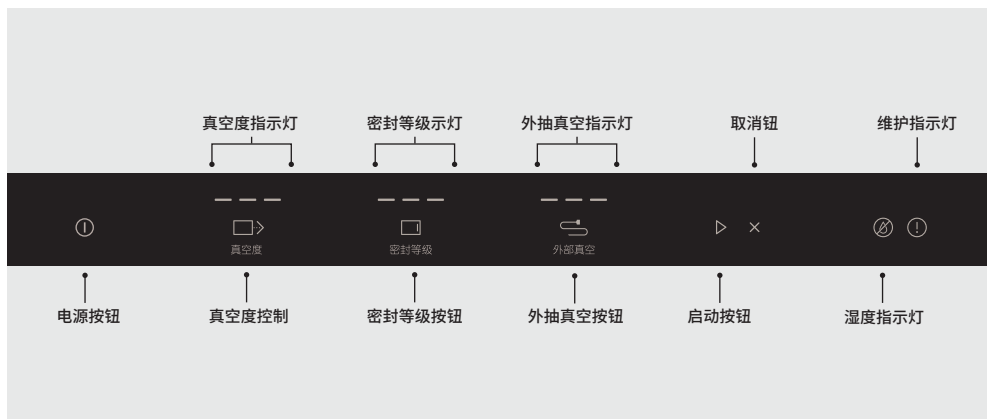 真空度指示灯
密封等级示灯
外抽真空指示灯
取消钮
维护指示灯
真空度
密封等级
外部真空
电源按钮
真空度控制
密封等级按钮
外抽真空按钮
启动按钮
湿度指示灯